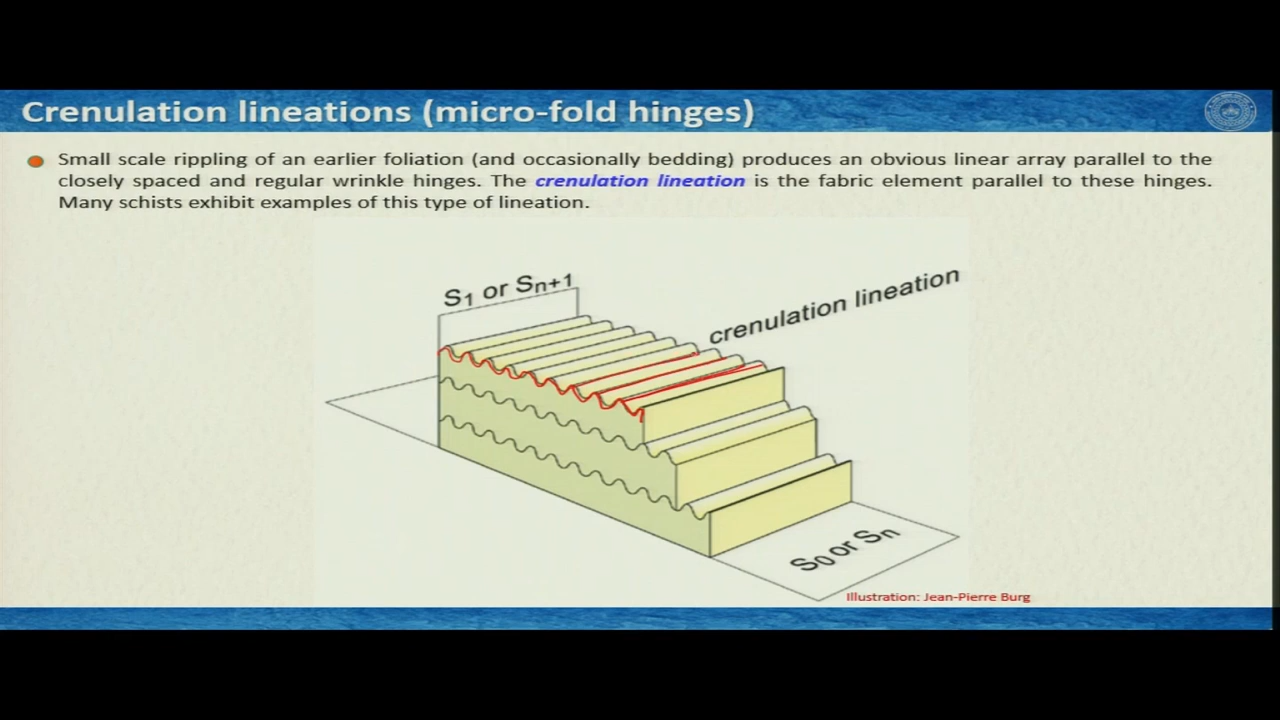 Crenulation lineations (micro-fold hinges)
Small scale rippling of an earlier foliation (and occasionally bedding) produces an obvious linear array parallel to the
closely spaced and regular wrinkle hinges. The crenulation lineation is the fabric element parallel to these hinges.
Many schists exhibit examples of this type of lineation.
S1 or Sn+1
crenulation lineation
S0 or Sn
Illustration: Jean-Pierre Burg